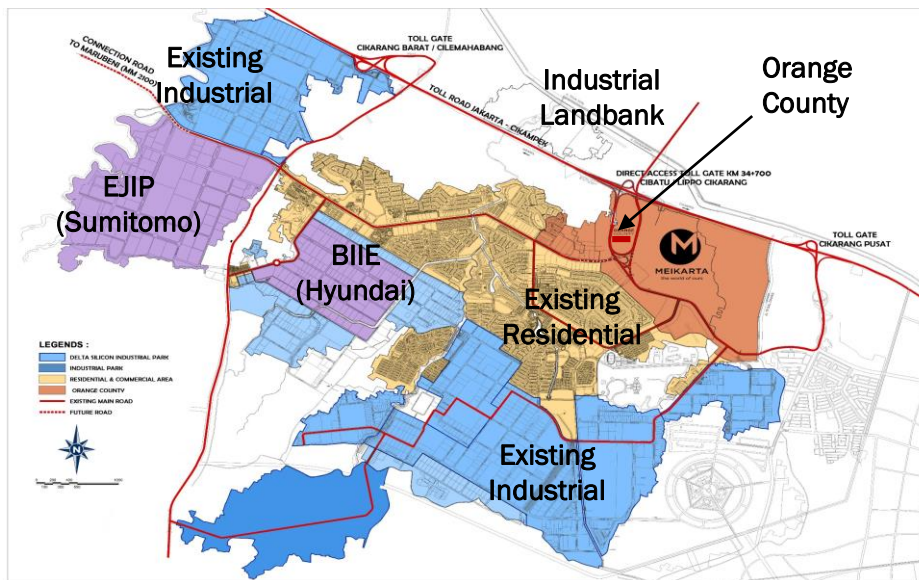 Existing
Industrial
CONNECTION ROAD
TO MARUBENI (MM 2100)
TOLL GATE
CIKARANG BARAT / CILEMAHABANG
TOLL ROAD JAKARTA - CIKAMPEK
Industrial
Landbank
Orange
County
DIRECT ACCESS TOLL GATE KM 34+700
CIBATU - LIPPO CIKARANG
TOLL GATE
CIKARANG PUSAT
EJIP
(Sumitomo)
BIIE
(Hyundai)
M
MEIKARTA
Existing
Residential
LEGENDS :
DELTA SILICON INDUSTRIAL PARK
INDUSTRIAL PARK
RESIDENTIAL & COMMERCIAL AREA
ORANGE COUNTY
EXISTING MAIN ROAD
FUTURE ROAD
N
Existing
Industrial